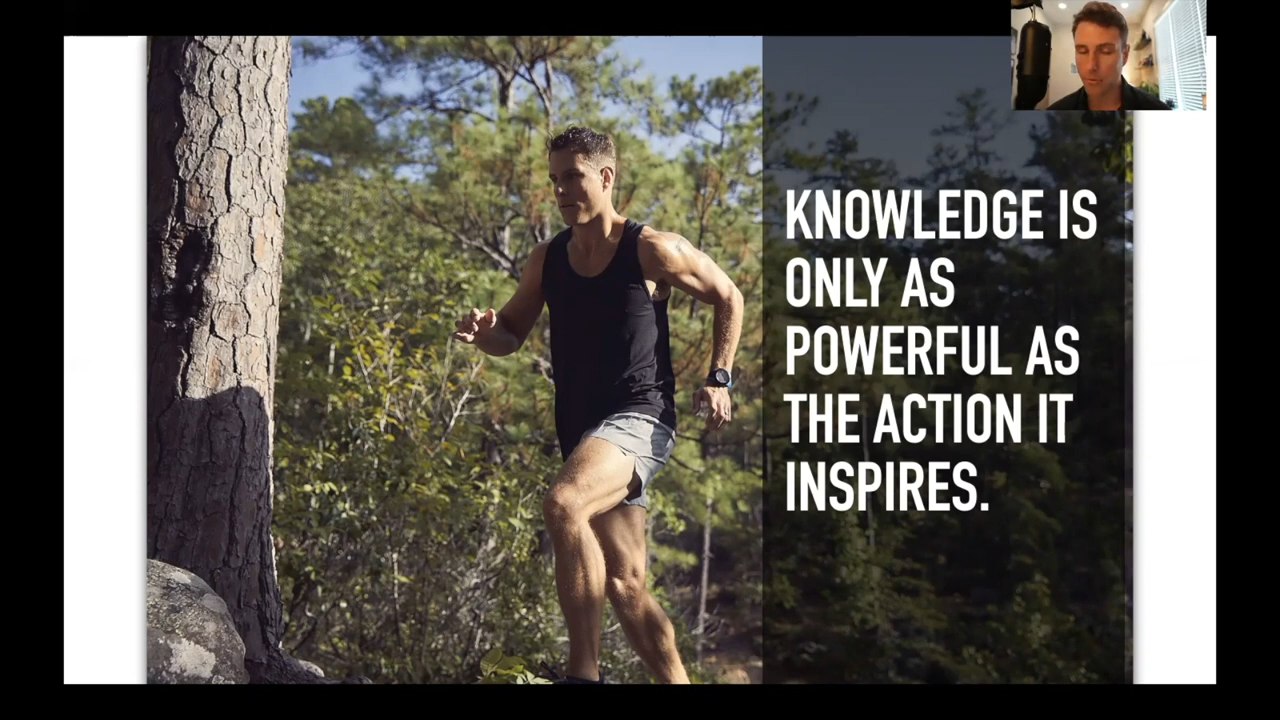 KNOWLEDGE IS
ONLY AS
POWERFUL AS
THE ACTION IT
INSPIRES.